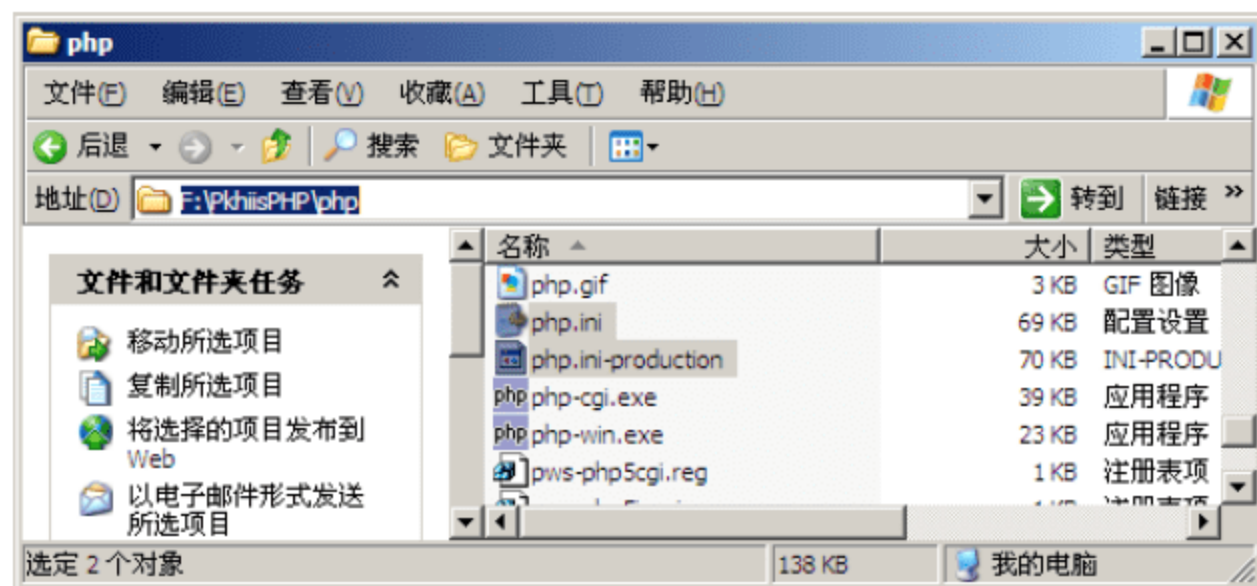 php
文件(F) 编辑(E) 查看(V) 收藏(A) 工具(T) 帮助(H)
后退 搜索 文件夹
地址(D) F:\PkhiisPHP\php 转到 链接 »
名称 大小 类型
文件和文件夹任务
移动所选项目
复制所选项目
将选择的项目发布到
Web
以电子邮件形式发送
所选项目
php.gif 3 KB GIF 图像
php.ini 69 KB 配置设置
php.ini-production 70 KB INI-PRODU
php php-cgi.exe 39 KB 应用程序
php php-win.exe 23 KB 应用程序
pws-php5cgi.reg 1 KB 注册表项
选定 2 个对象 138 KB 我的电脑